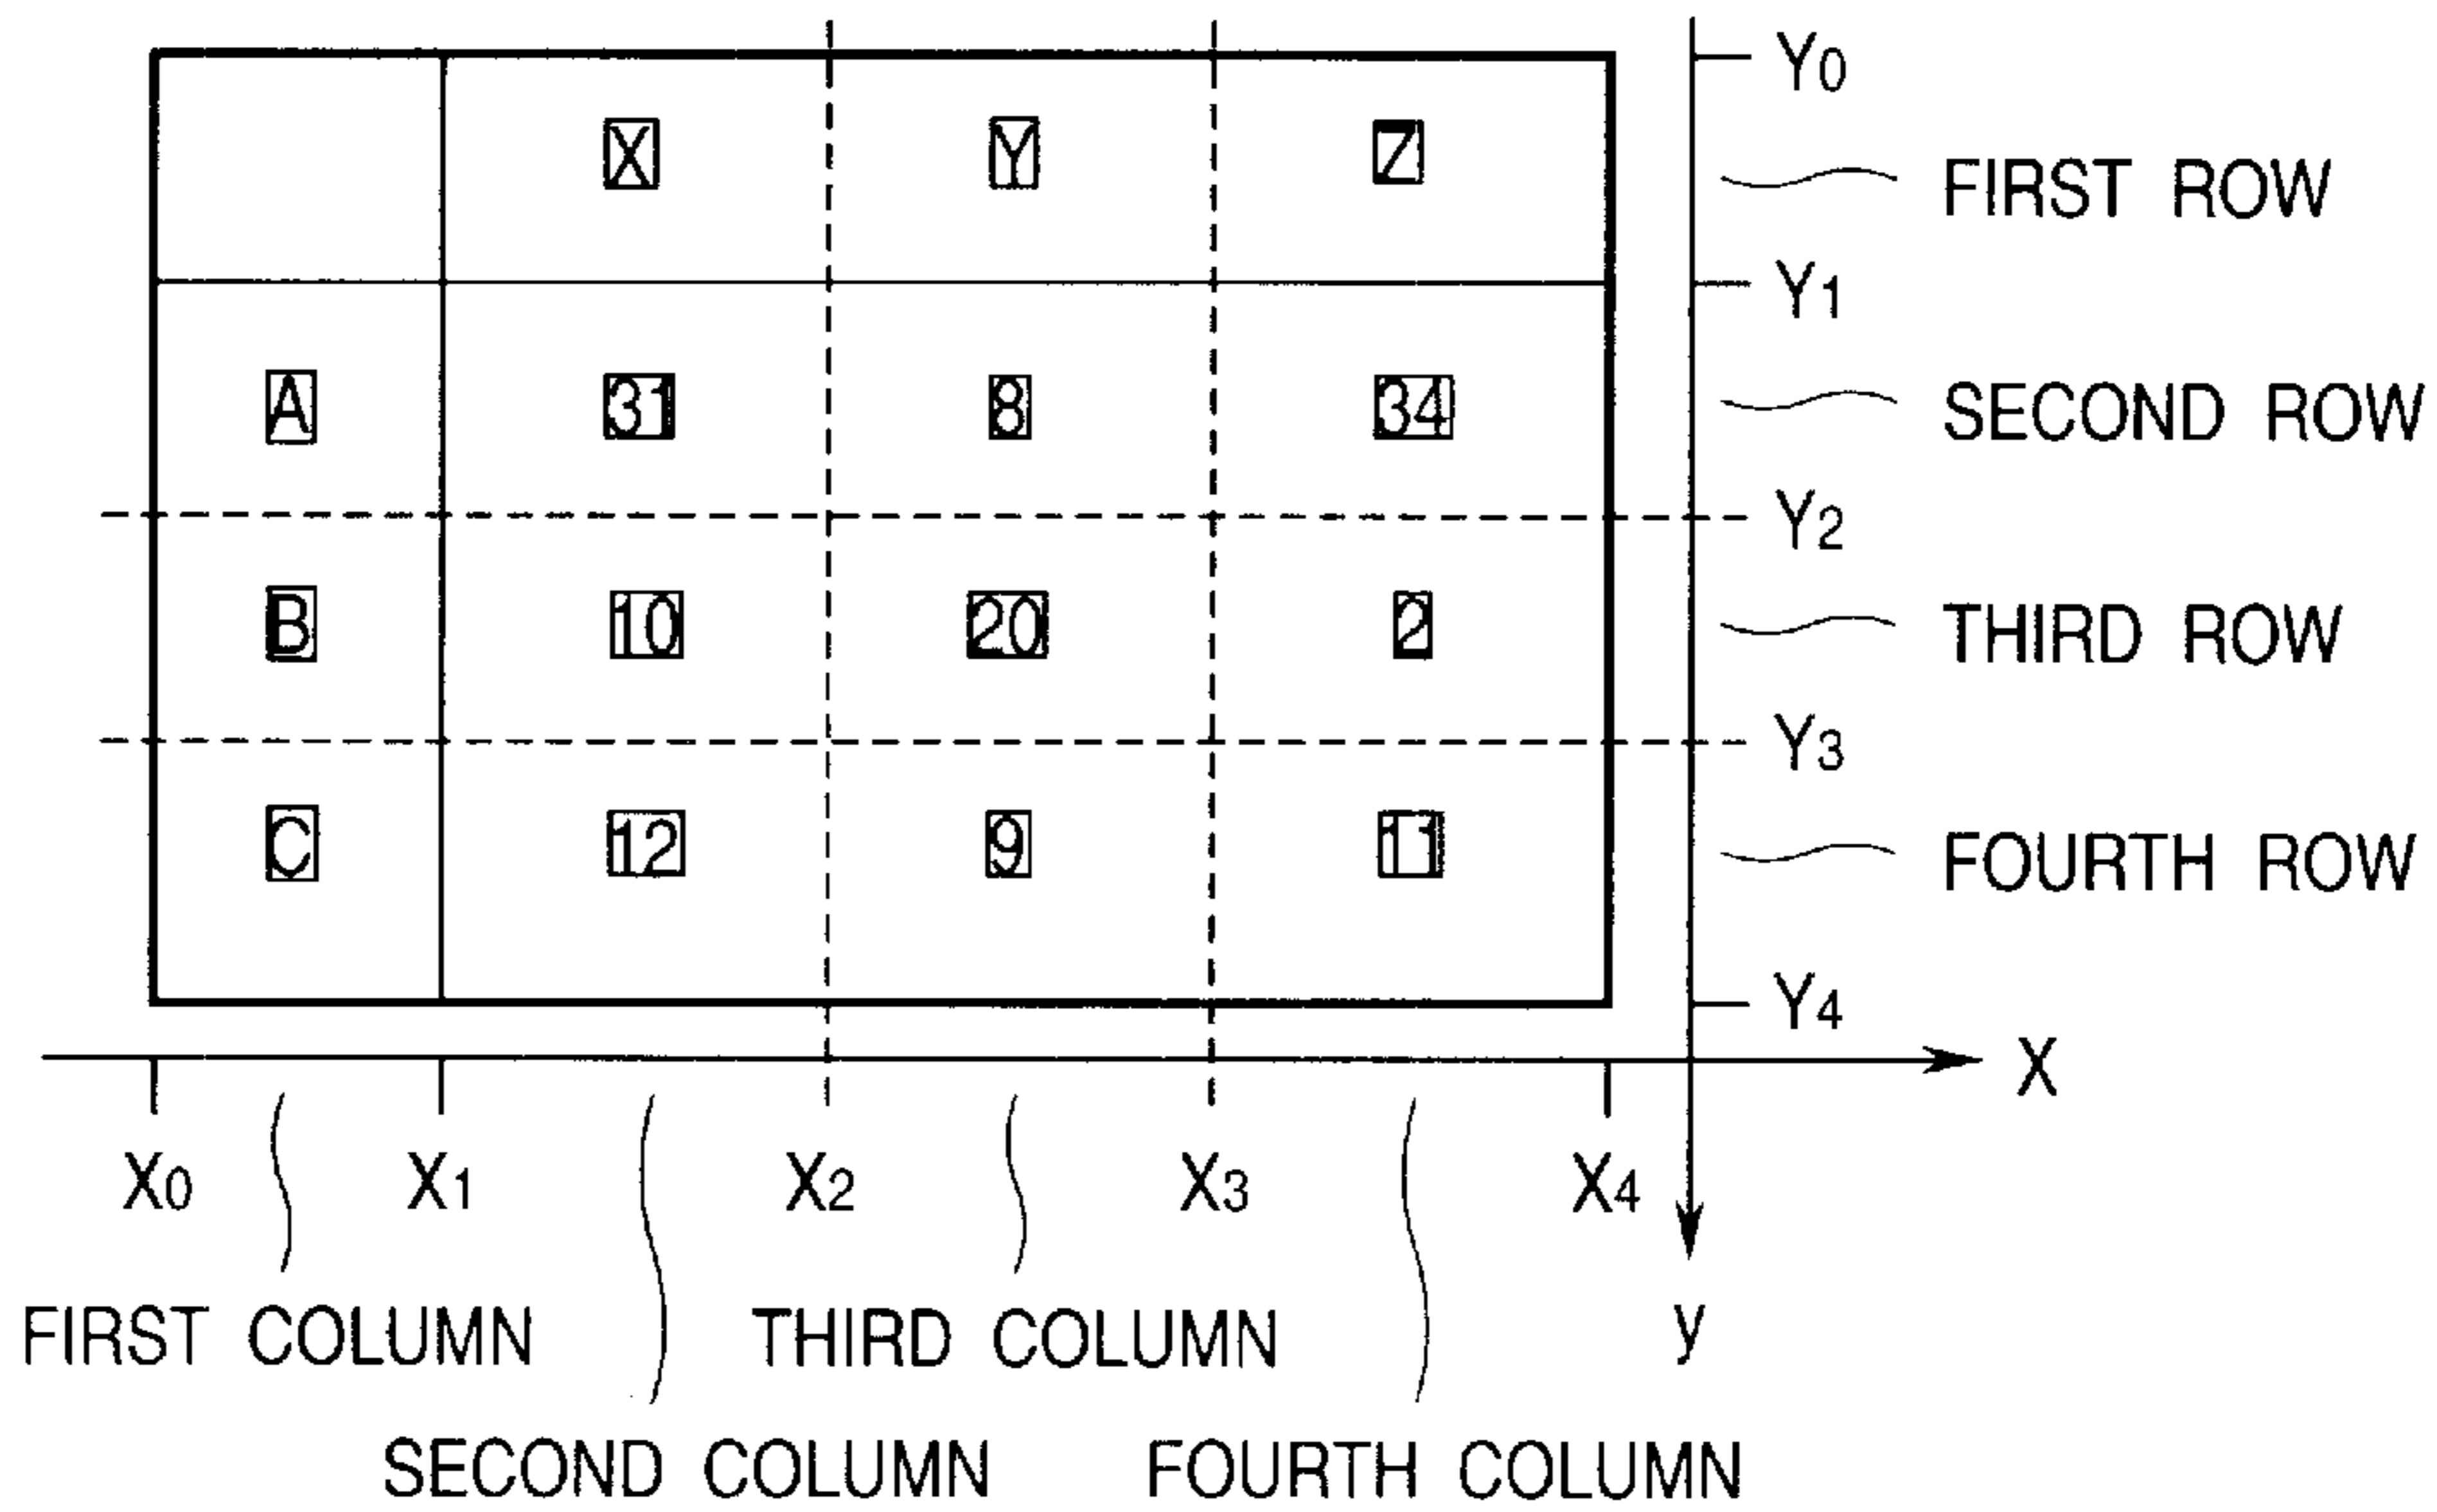 X Y Z Y0
FIRST ROW
Y1
A 31 8 34 SECOND ROW
Y2
B 10 20 2 THIRD ROW
Y3
C 12 9 11 FOURTH ROW
Y4
X
X0 X1 X2 X3 X4
FIRST COLUMN THIRD COLUMN y
SECOND COLUMN FOURTH COLUMN